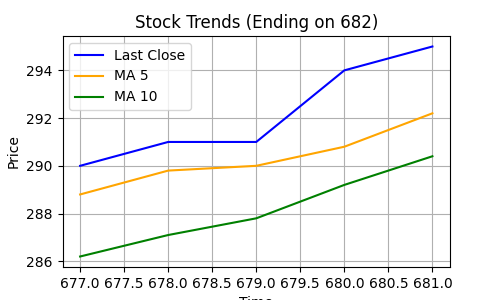 Stock Trends (Ending on 682)
Last Close
MA 5
MA 10
Price
294
292
290
288
286
677.0 677.5 678.0 678.5 679.0 679.5 680.0 680.5 681.0
Time